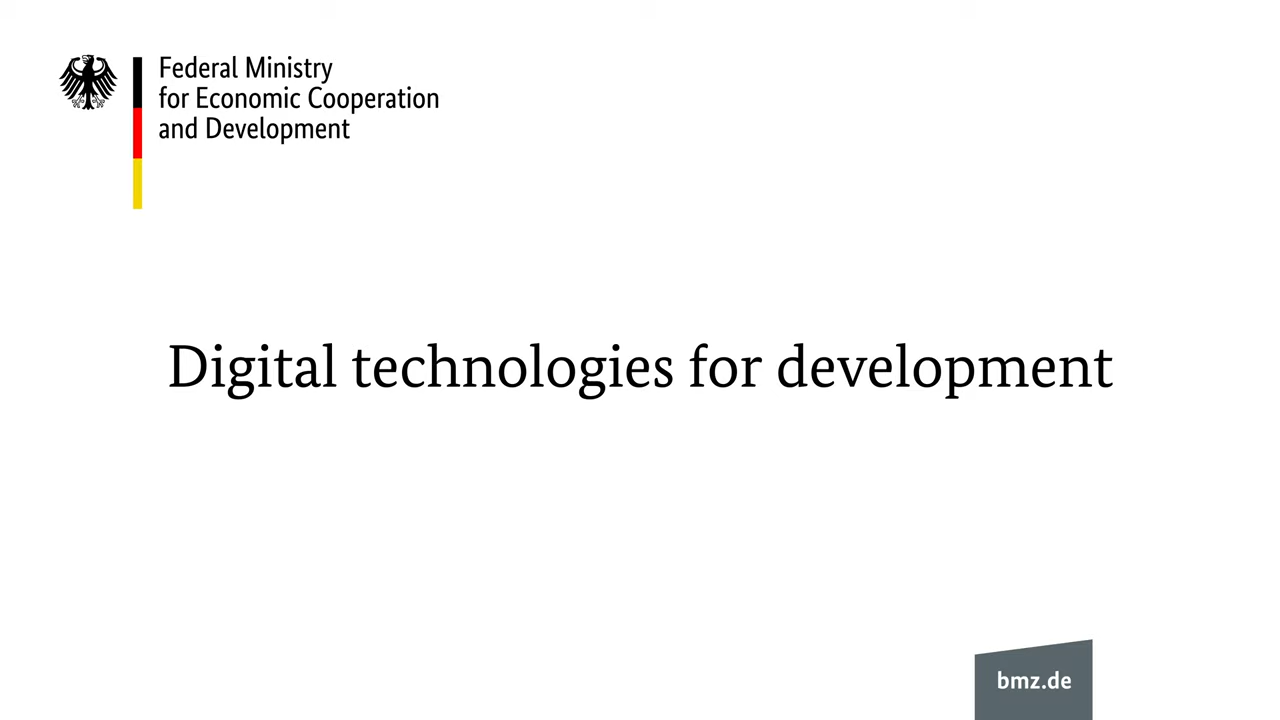 Federal Ministry
for Economic Cooperation
and Development
Digital technologies for development
bmz.de